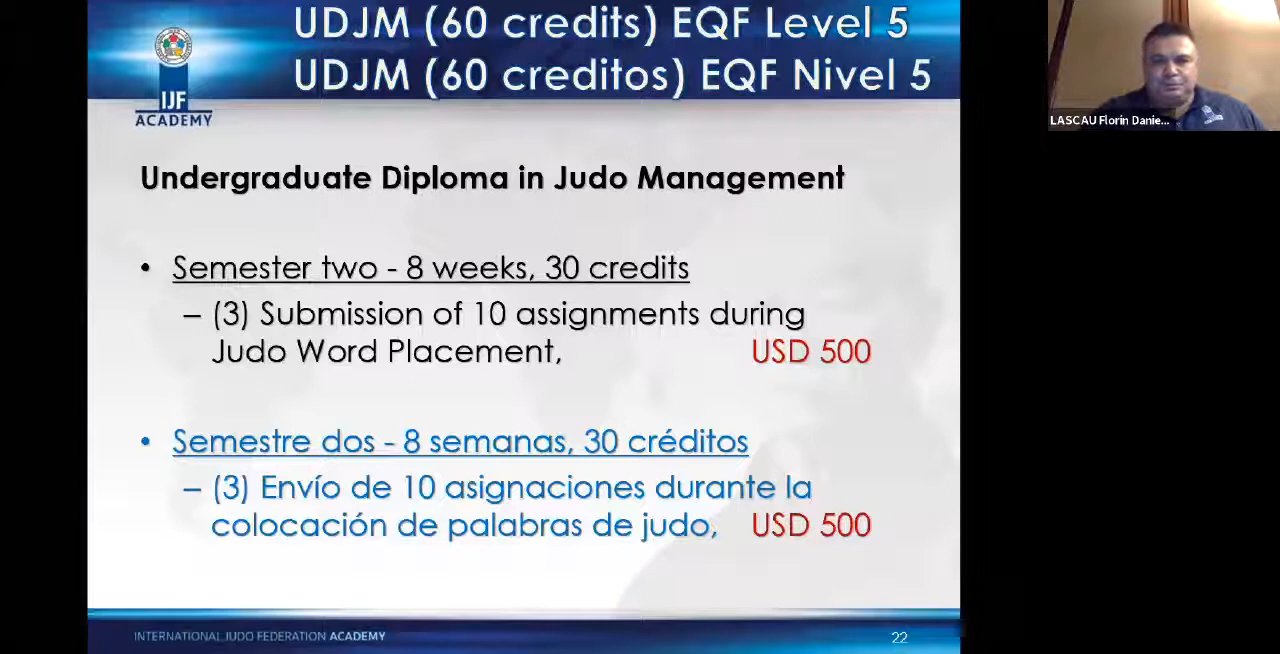 UDJM (60 credits) EQF Level 5
UDJM (60 creditos) EQF Nivel 5
IJF
ACADEMY
LASCAU Florin Danie...
Undergraduate Diploma in Judo Management
• Semester two - 8 weeks, 30 credits
– (3) Submission of 10 assignments during
Judo Word Placement, USD 500
• Semestre dos - 8 semanas, 30 créditos
– (3) Envío de 10 asignaciones durante la
colocación de palabras de judo, USD 500
INTERNATIONAL JUDO FEDERATION ACADEMY
22